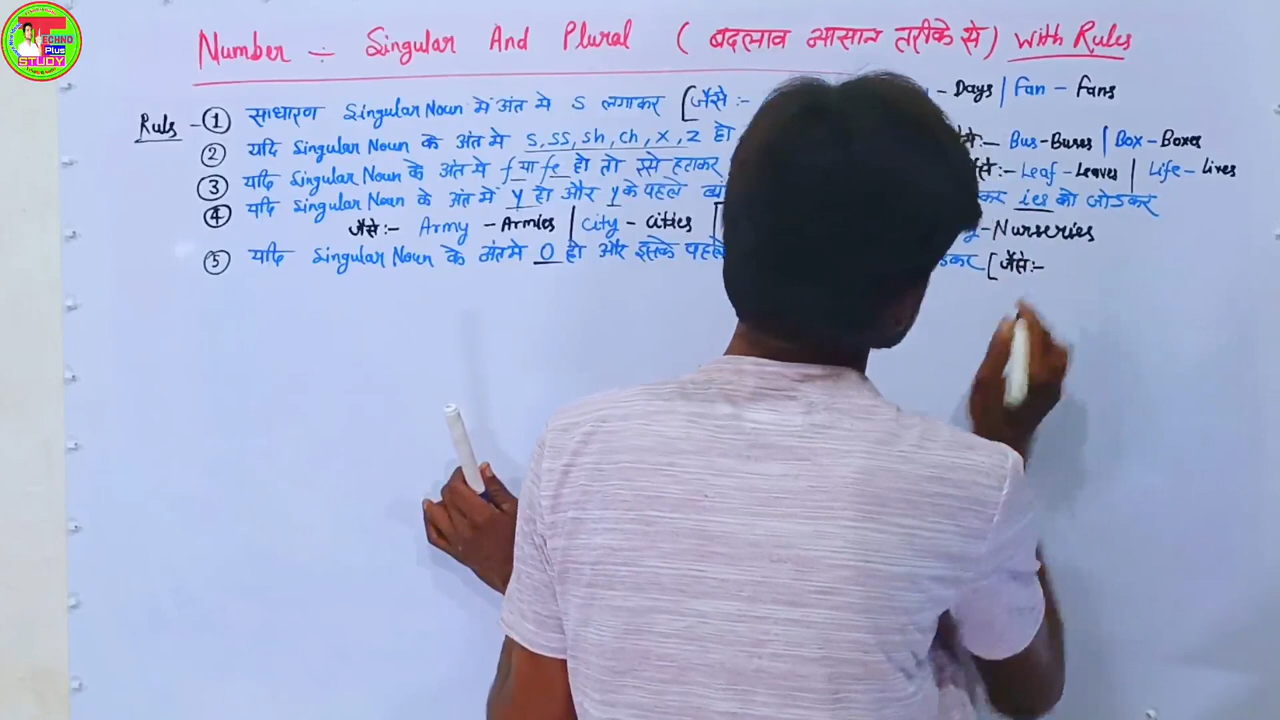 TECHNO Plus STUDY
Number ÷ Singular And Plural ( बदलाव आसान तरीके से ) With Rules
Ruls - ① साधारण Singular Noun में अंत मे S लगाकर [ जैसे :- - Days | Fan - Fans
② यदि Singular Noun के अंत मे S, SS, Sh, Ch, X, Z हो Bus - Buses | Box - Boxes
③ यदि Singular Noun के अंत मे f या fe हो तो इसे हटाकर जैसे :- Leaf - Leaves | Life - Lives
④ यदि Singular Noun के अंत में y हो और y के पहले ies को जोडकर
जैसे :- Army - Armies | City - Cities [ - Nurseries
⑤ यदि Singular Noun के अंत मे O हो और इसके पहले [ जैसे :-